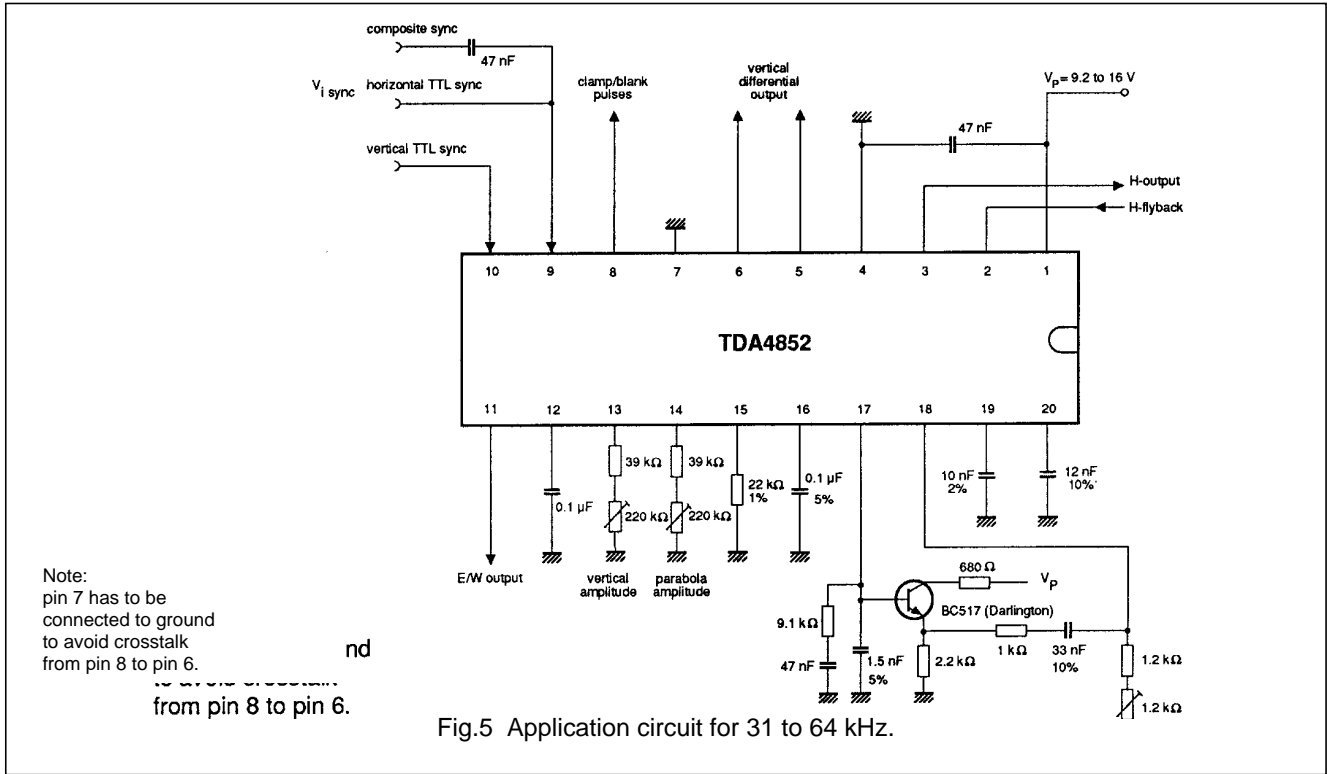 composite sync
47 nF
Vi sync
horizontal TTL sync
vertical TTL sync
clamp/blank
pulses
vertical
differential
output
VP = 9.2 to 16 V
47 nF
H-output
H-flyback
10 9 8 7 6 5 4 3 2 1
TDA4852
11 12 13 14 15 16 17 18 19 20
0.1 µF
39 kΩ
220 kΩ
39 kΩ
220 kΩ
22 kΩ
1%
0.1 µF
5%
10 nF
2%
12 nF
10%
E/W output
vertical
amplitude
parabola
amplitude
680 Ω
VP
BC517 (Darlington)
9.1 kΩ
47 nF
1.5 nF
5%
2.2 kΩ
1 kΩ
33 nF
10%
1.2 kΩ
1.2 kΩ
Note:
pin 7 has to be
connected to ground
to avoid crosstalk
from pin 8 to pin 6.
nd
from pin 8 to pin 6.
Fig.5 Application circuit for 31 to 64 kHz.